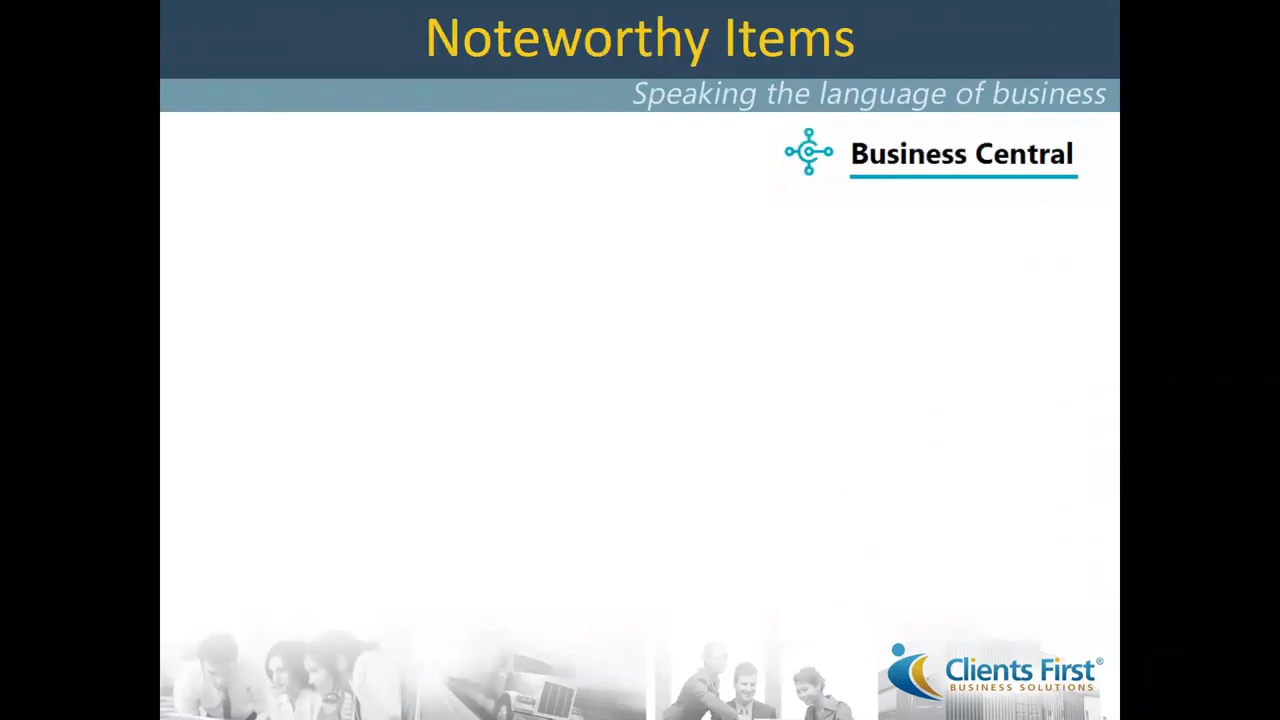 Noteworthy Items
Speaking the language of business
Business Central
Clients First®
BUSINESS SOLUTIONS